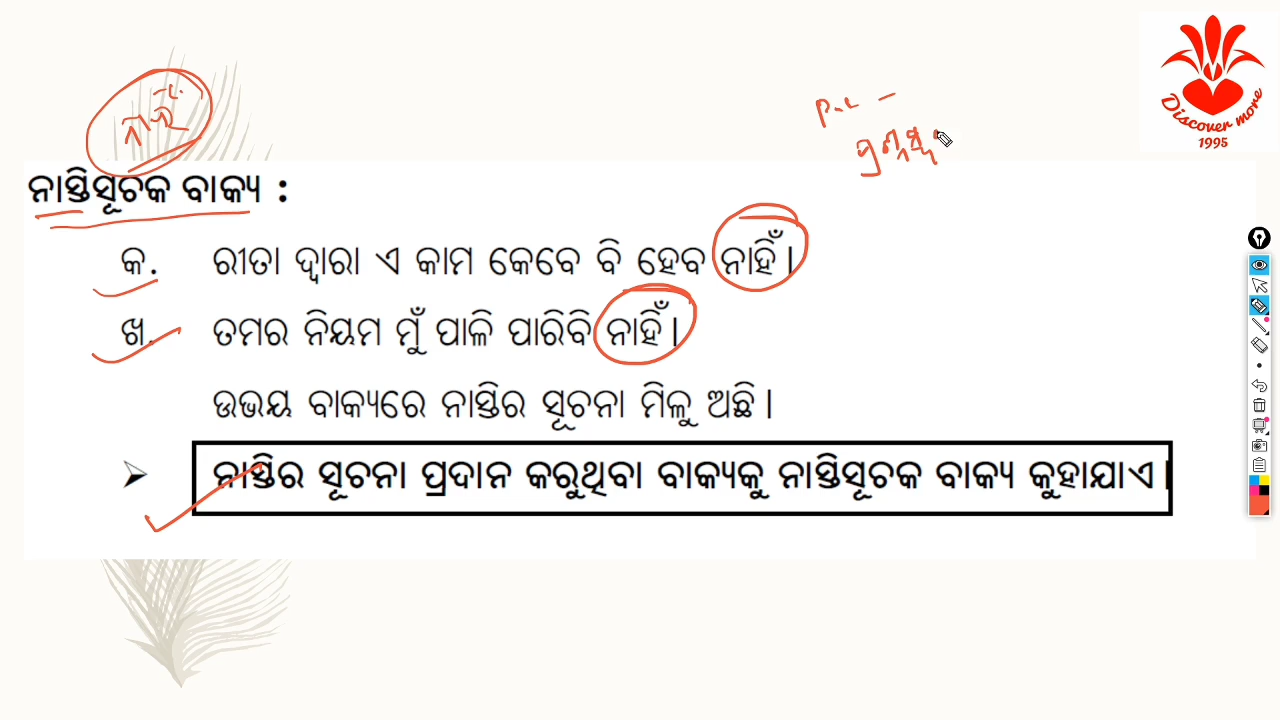 Discover more
1995
ନାସ୍ତିସୂଚକ ବାକ୍ୟ :
କ. ରୀତା ଦ୍ୱାରା ଏ କାମ କେବେ ବି ହେବ ନାହିଁ।
ଖ. ତମର ନିୟମ ମୁଁ ପାଳି ପାରିବି ନାହିଁ।
ଉଭୟ ବାକ୍ୟରେ ନାସ୍ତିର ସୂଚନା ମିଳୁ ଅଛି।
ନାସ୍ତିର ସୂଚନା ପ୍ରଦାନ କରୁଥିବା ବାକ୍ୟକୁ ନାସ୍ତିସୂଚକ ବାକ୍ୟ କୁହାଯାଏ।